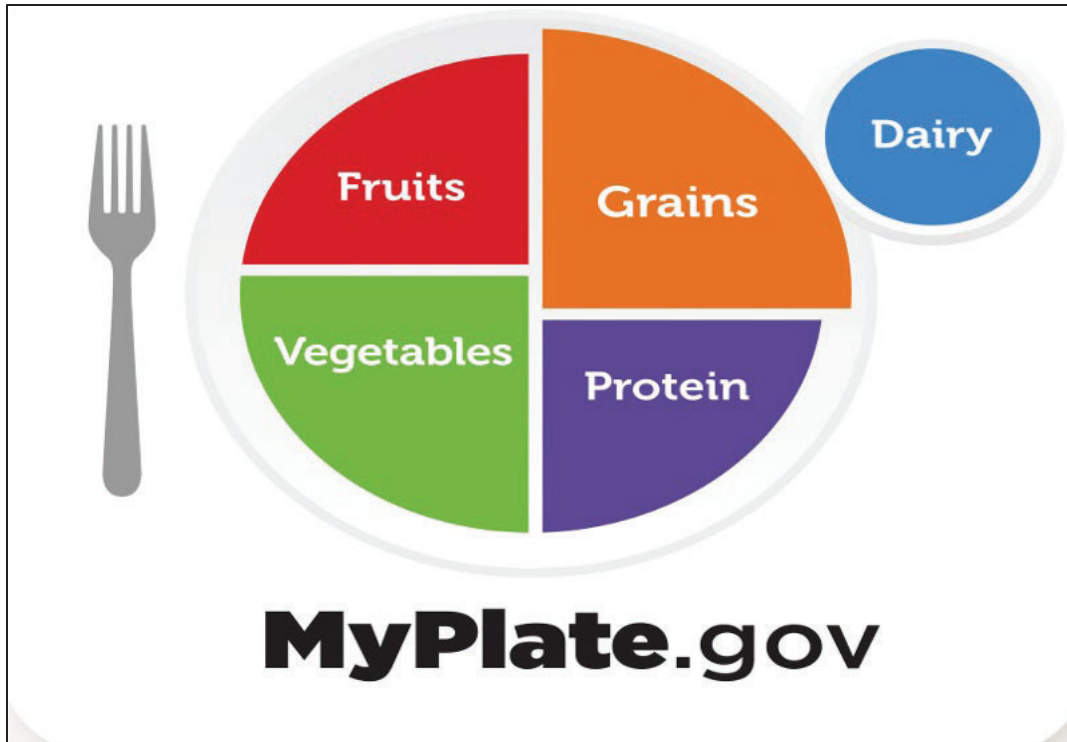 Fruits
Grains
Dairy
Vegetables
Protein
MyPlate.gov